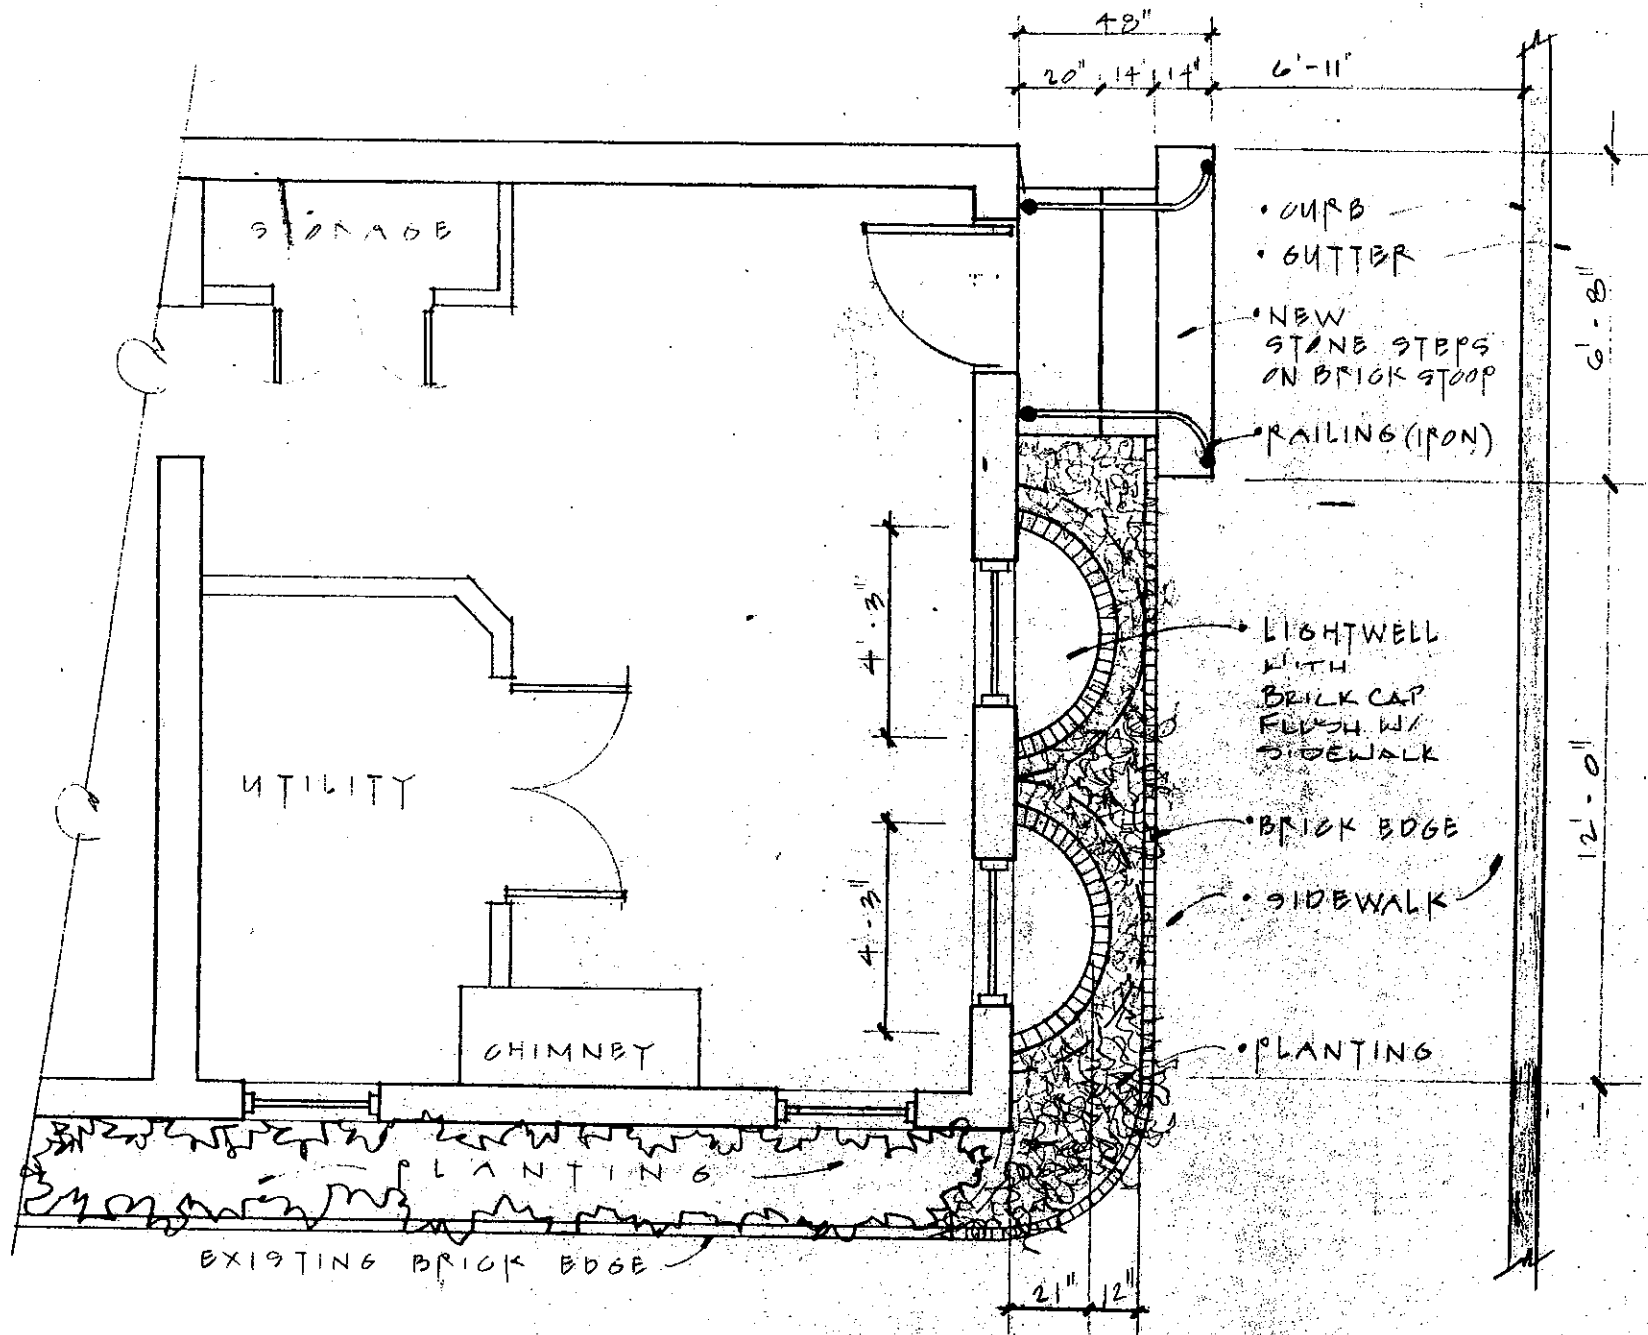 48"
20" 14" 14" 6'-11"
STORAGE
• CURB
• GUTTER
• NEW
STONE STEPS
ON BRICK STOOP
6'-8"
• RAILING (IRON)
4'-3"
• LIGHTWELL
WITH
BRICK CAP
FLUSH W/
SIDEWALK
UTILITY
12'-0"
• BRICK EDGE
4'-3"
• SIDEWALK
CHIMNEY
• PLANTING
PLANTING
EXISTING BRICK EDGE
21" 12"